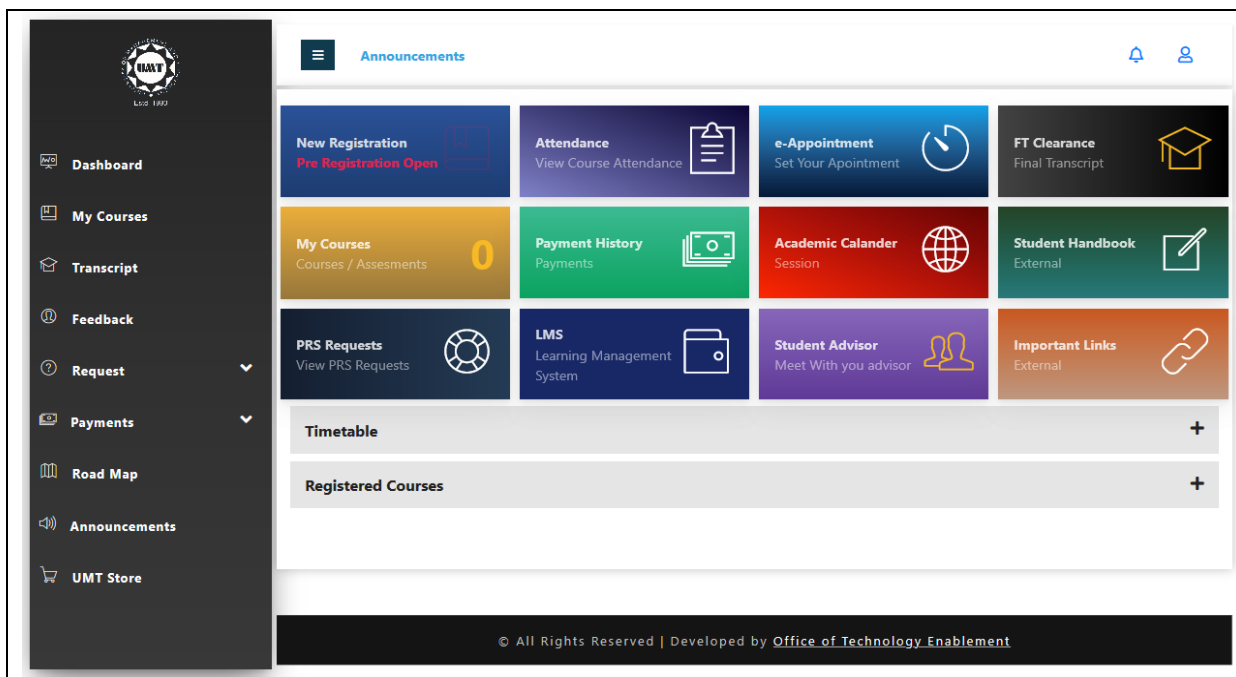 UMT
Estd 1990
Dashboard
My Courses
Transcript
Feedback
Request
Payments
Road Map
Announcements
UMT Store
Announcements
New Registration
Pre Registration Open
Attendance
View Course Attendance
e-Appointment
Set Your Apointment
FT Clearance
Final Transcript
My Courses
Courses / Assesments
0
Payment History
Payments
Academic Calander
Session
Student Handbook
External
PRS Requests
View PRS Requests
LMS
Learning Management
System
Student Advisor
Meet With you advisor
Important Links
External
Timetable
Registered Courses
© All Rights Reserved | Developed by Office of Technology Enablement